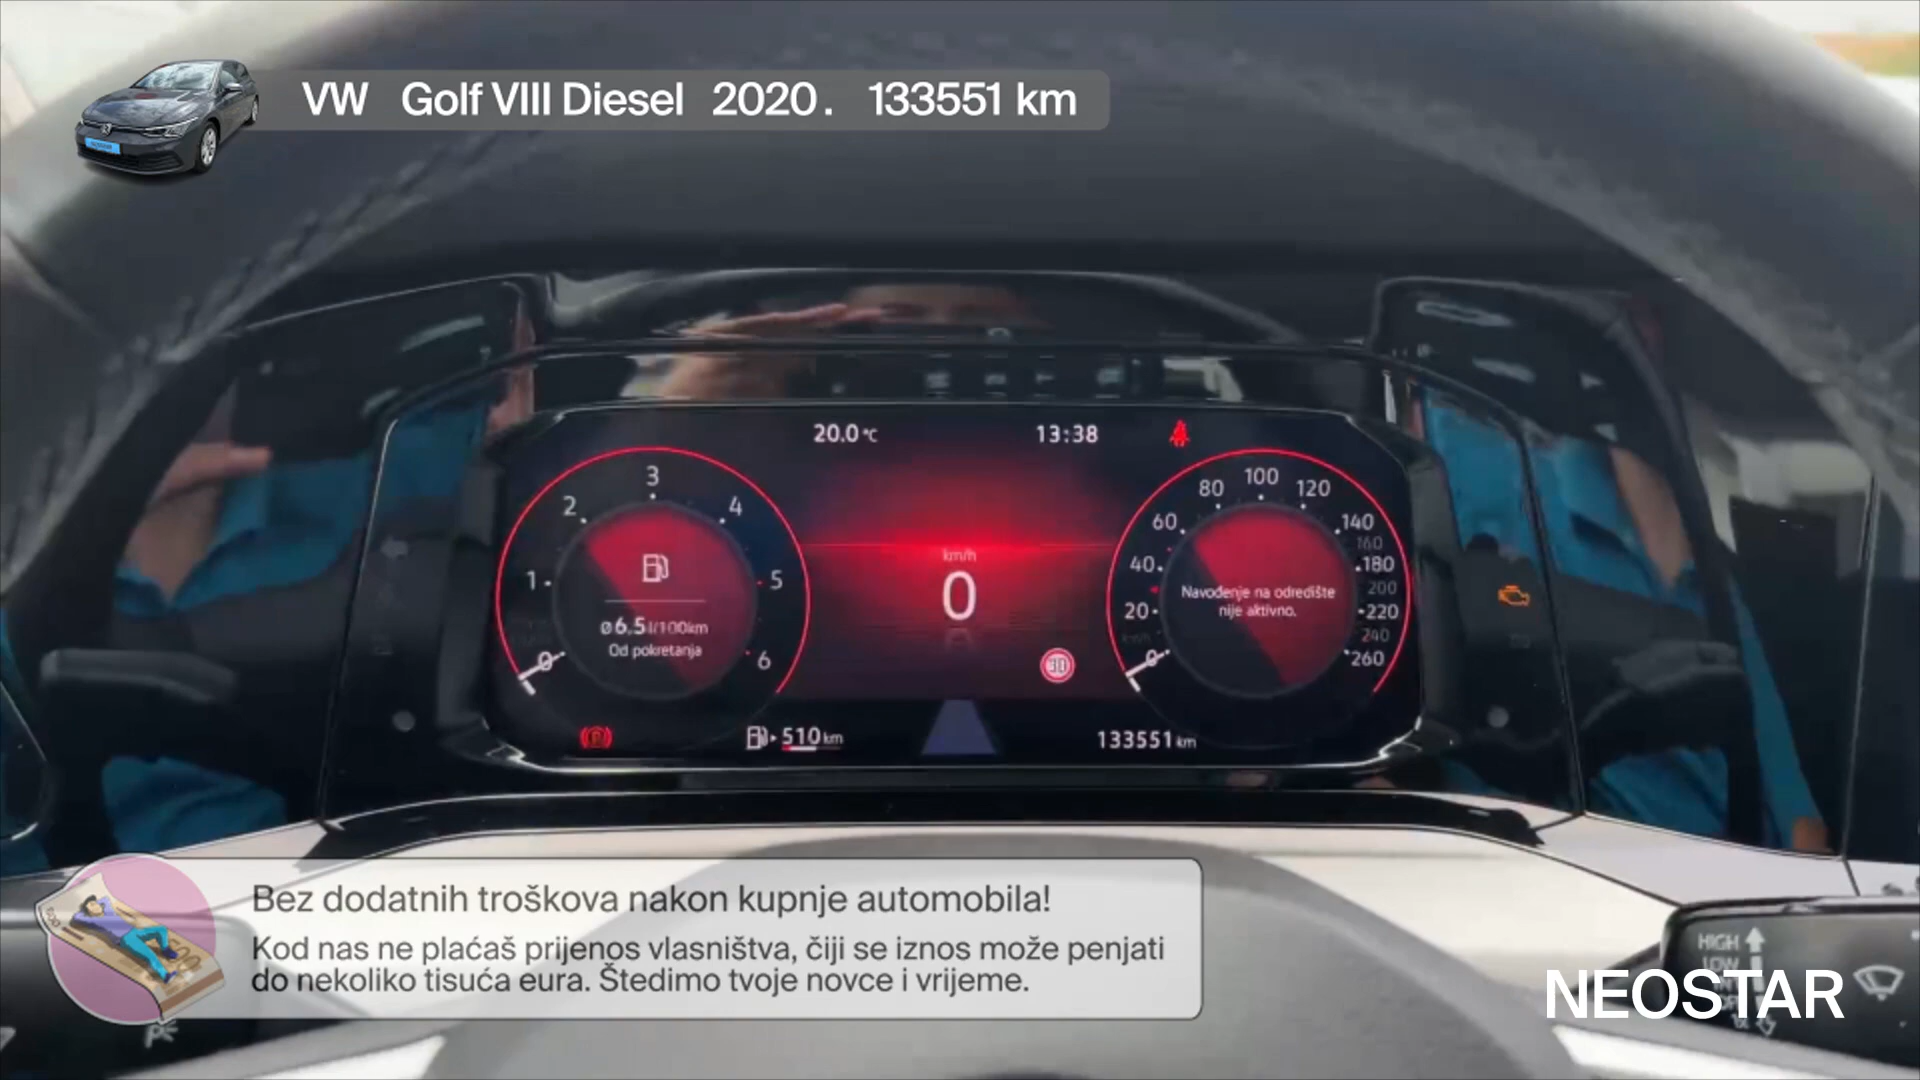 VW Golf VIII Diesel 2020. 133551 km
20.0 °C 13:38
1 2 3 4 5 6
0
ø 6,5 l/100km
Od pokretanja
km/h
0
30
20 40 60 80 100 120 140 160 180 200 220 240 260
0
Navođenje na odredište
nije aktivno.
510 km
133551 km
Bez dodatnih troškova nakon kupnje automobila!
Kod nas ne plaćaš prijenos vlasništva, čiji se iznos može penjati
do nekoliko tisuća eura. Štedimo tvoje novce i vrijeme.
HIGH
LOW
NEOSTAR